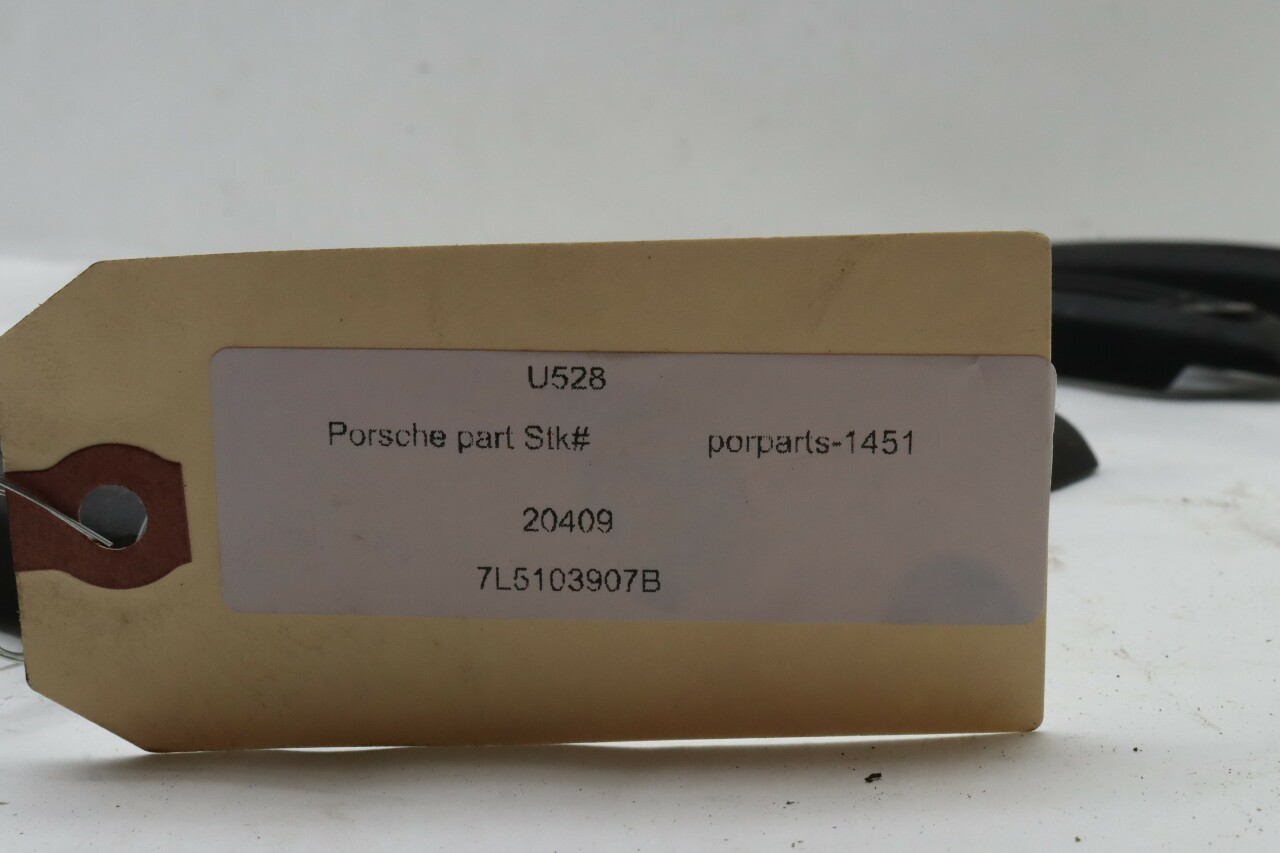 U528
Porsche part Stk# porparts-1451
20409
7L5103907B